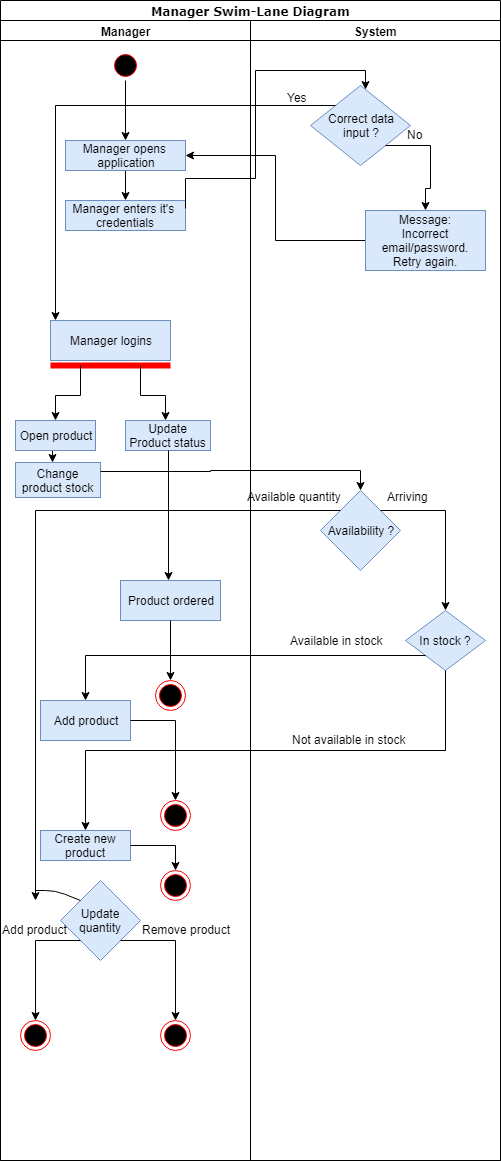 Manager Swim-Lane Diagram
Manager
System
Yes
Correct data
input ?
No
Manager opens
application
Manager enters it's
credentials
Message:
Incorrect
email/password.
Retry again.
Manager logins
Open product
Update
Product status
Change
product stock
Available quantity
Arriving
Availability ?
Product ordered
In stock ?
Available in stock
Add product
Not available in stock
Create new
product
Update
quantity
Add product
Remove product